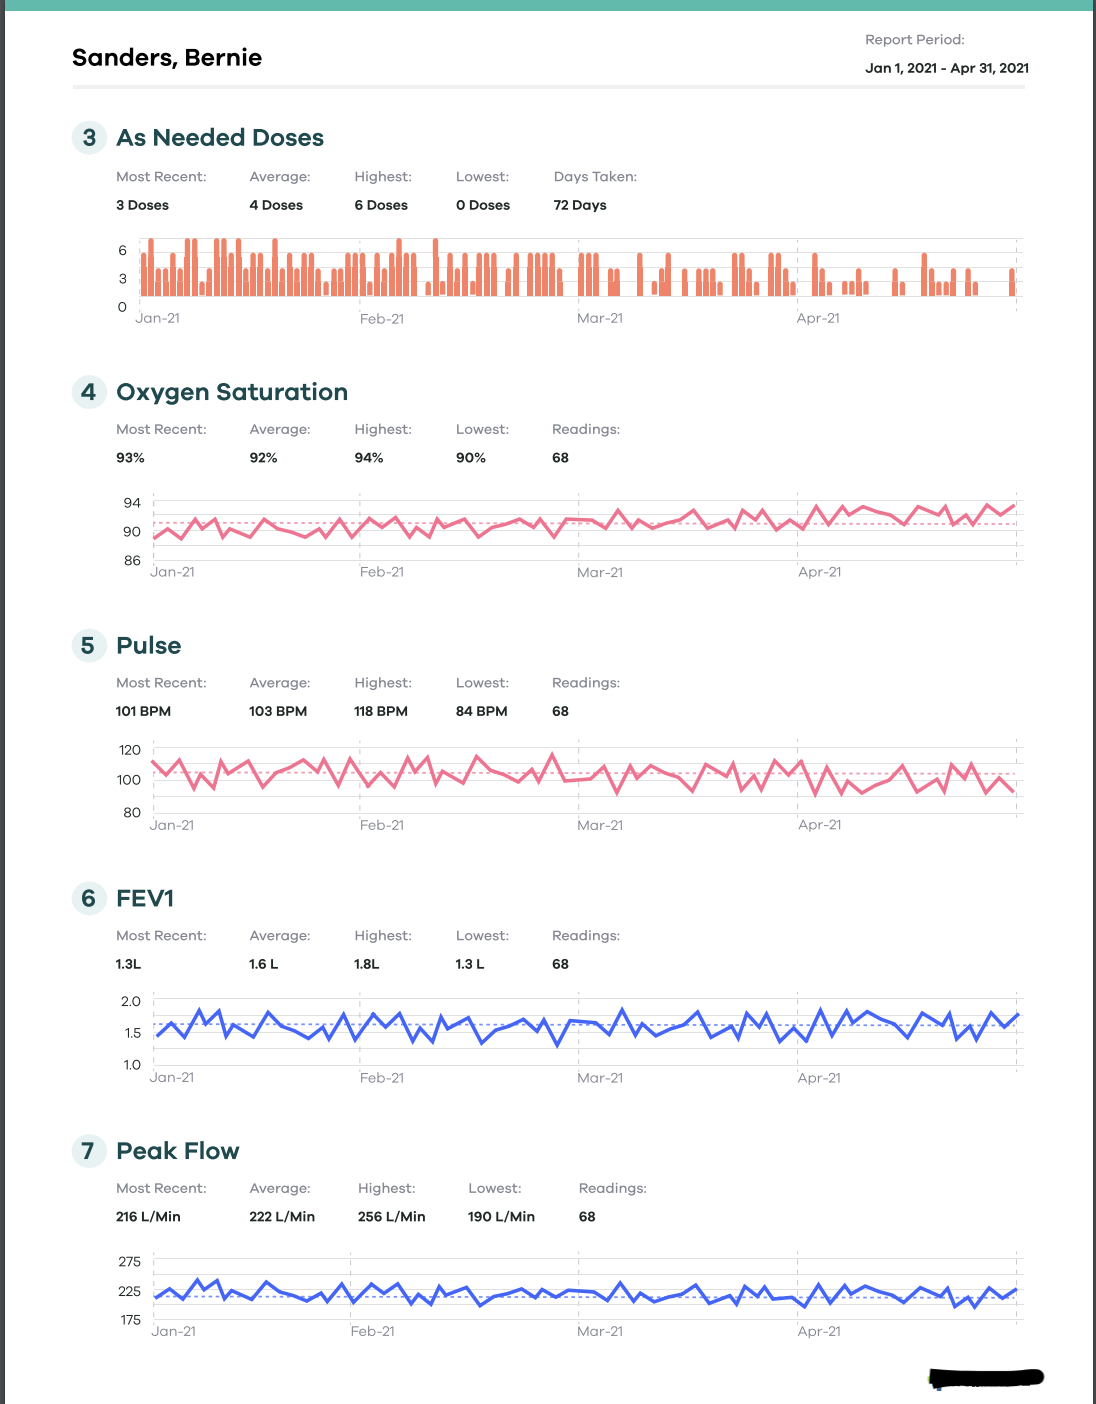 Sanders, Bernie
Report Period:
Jan 1, 2021 - Apr 31, 2021
3 As Needed Doses
Most Recent: Average: Highest: Lowest: Days Taken:
3 Doses 4 Doses 6 Doses 0 Doses 72 Days
6
3
0
Jan-21 Feb-21 Mar-21 Apr-21
4 Oxygen Saturation
Most Recent: Average: Highest: Lowest: Readings:
93% 92% 94% 90% 68
94
90
86
Jan-21 Feb-21 Mar-21 Apr-21
5 Pulse
Most Recent: Average: Highest: Lowest: Readings:
101 BPM 103 BPM 118 BPM 84 BPM 68
120
100
80
Jan-21 Feb-21 Mar-21 Apr-21
6 FEV1
Most Recent: Average: Highest: Lowest: Readings:
1.3L 1.6 L 1.8L 1.3 L 68
2.0
1.5
1.0
Jan-21 Feb-21 Mar-21 Apr-21
7 Peak Flow
Most Recent: Average: Highest: Lowest: Readings:
216 L/Min 222 L/Min 256 L/Min 190 L/Min 68
275
225
175
Jan-21 Feb-21 Mar-21 Apr-21